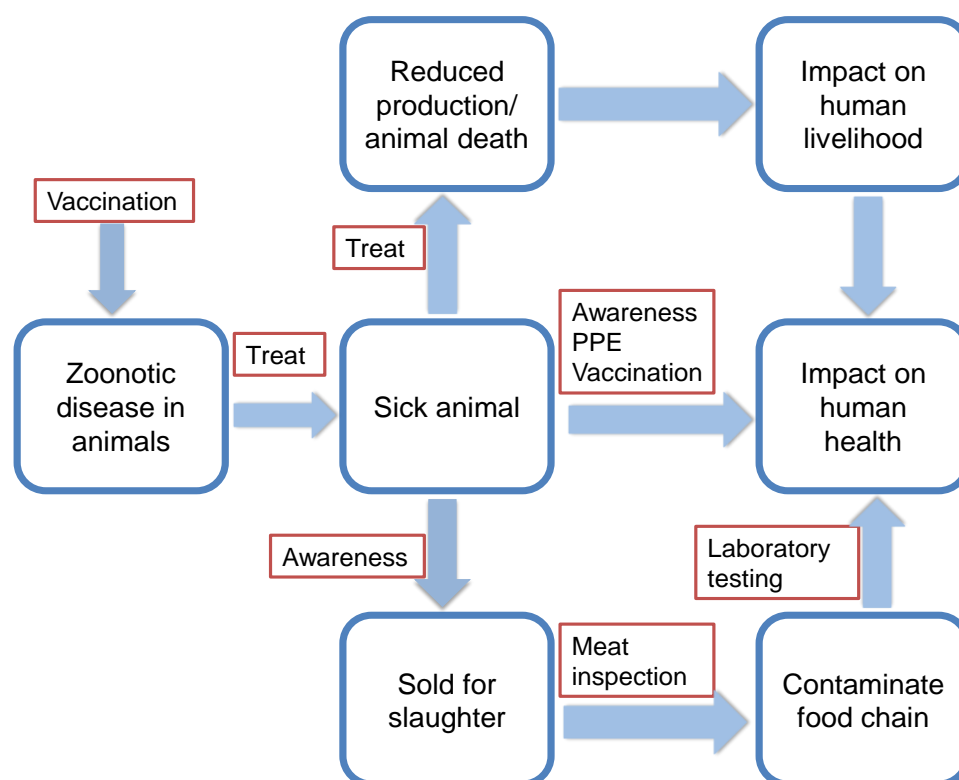 Reduced
production/
animal death
Impact on
human
livelihood
Vaccination
Treat
Zoonotic
disease in
animals
Treat
Sick animal
Awareness
PPE
Vaccination
Impact on
human
health
Awareness
Laboratory
testing
Sold for
slaughter
Meat
inspection
Contaminate
food chain